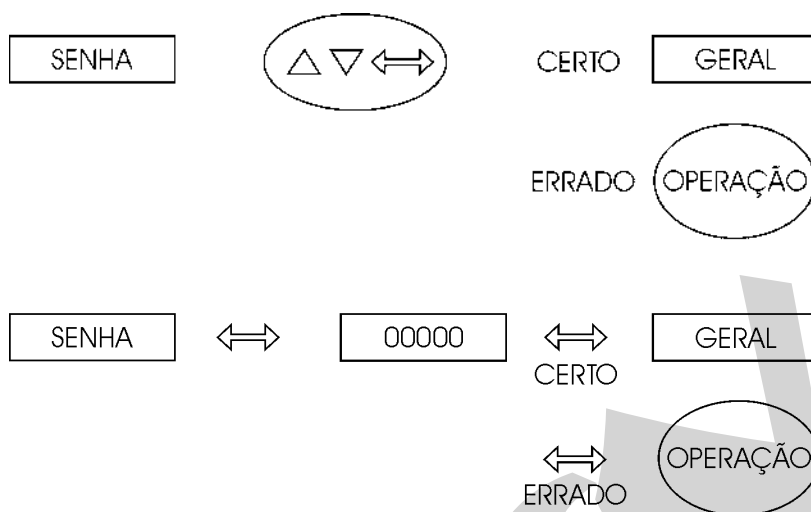 SENHA CERTO GERAL
ERRADO OPERAÇÃO
SENHA 00000 GERAL
CERTO
OPERAÇÃO
ERRADO